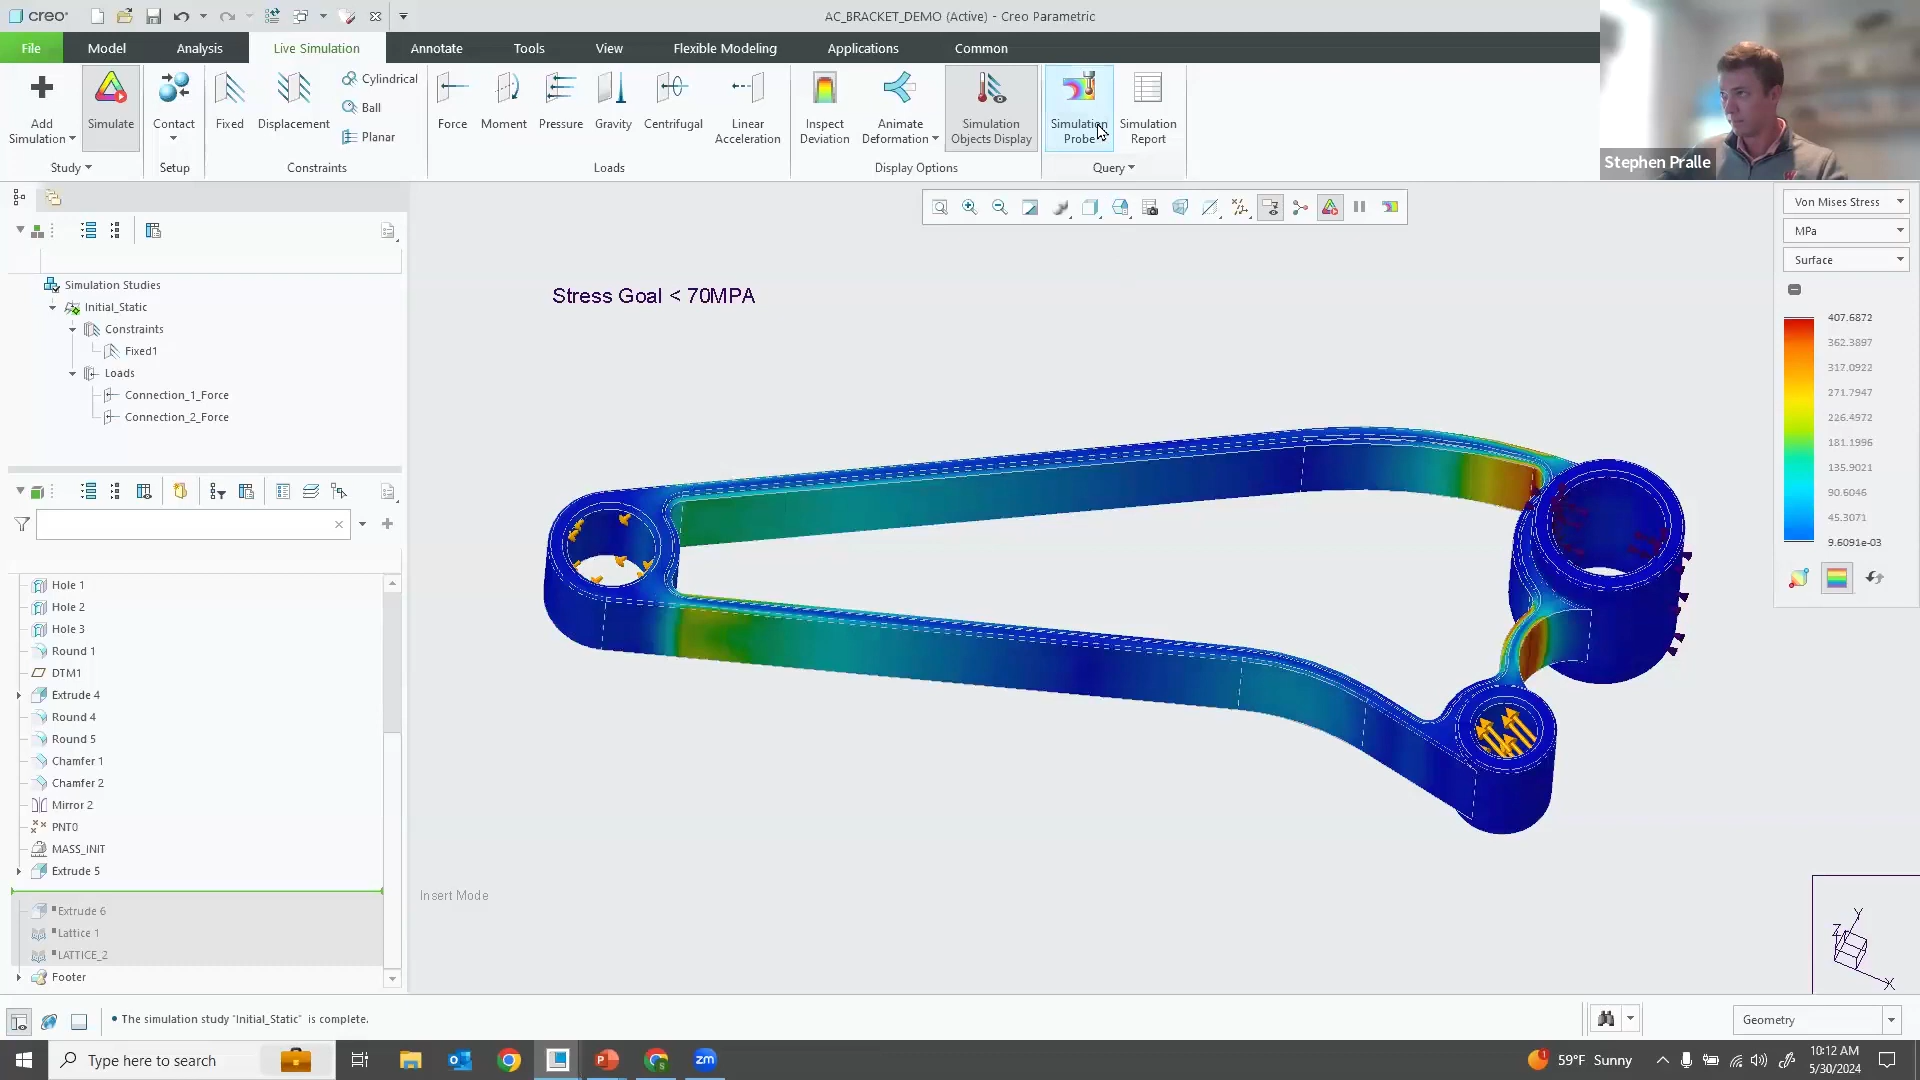 creo®
AC_BRACKET_DEMO (Active) - Creo Parametric
File
Model
Analysis
Live Simulation
Annotate
Tools
View
Flexible Modeling
Applications
Common
Add Simulation
Simulate
Study
Contact
Setup
Fixed
Displacement
Cylindrical
Ball
Planar
Constraints
Force
Moment
Pressure
Gravity
Centrifugal
Linear Acceleration
Loads
Inspect Deviation
Animate Deformation
Simulation Objects Display
Display Options
Simulation Probe
Simulation Report
Query
Stephen Pralle
Simulation Studies
Initial_Static
Constraints
Fixed1
Loads
Connection_1_Force
Connection_2_Force
Hole 1
Hole 2
Hole 3
Round 1
DTM1
Extrude 4
Round 4
Round 5
Chamfer 1
Chamfer 2
Mirror 2
PNT0
MASS_INIT
Extrude 5
Extrude 6
Lattice 1
LATTICE_2
Footer
Stress Goal < 70MPA
Insert Mode
Von Mises Stress
MPa
Surface
407.6872
362.3897
317.0922
271.7947
226.4972
181.1996
135.9021
90.6046
45.3071
9.6091e-03
Y
Z
X
• The simulation study "Initial_Static" is complete.
Geometry
Type here to search
zm
59°F Sunny
10:12 AM
5/30/2024